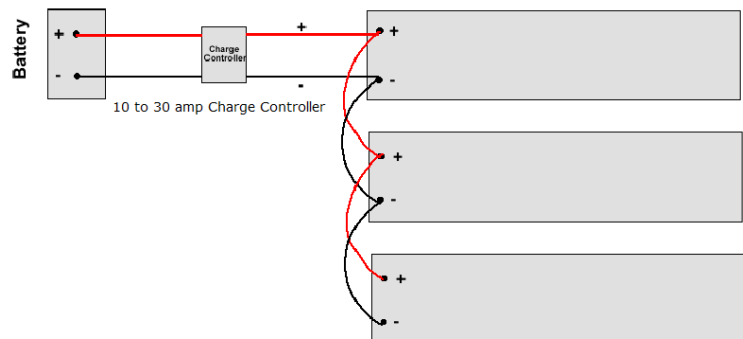 Battery
+
-
Charge
Controller
+
-
10 to 30 amp Charge Controller
+
-
+
-
+
-